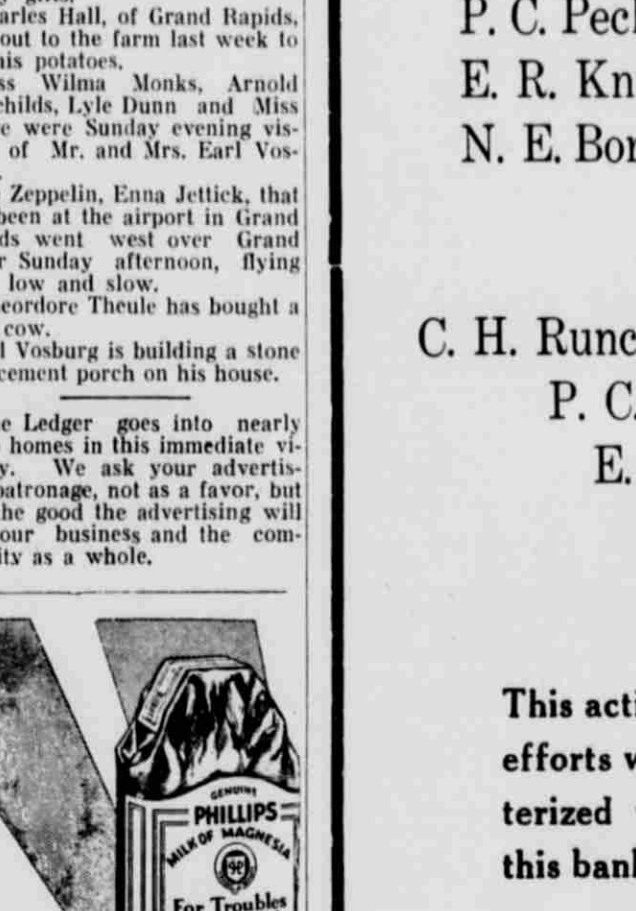 arles Hall, of Grand Rapids,
out to the farm last week to
his potatoes.
ss Wilma Monks, Arnold
childs, Lyle Dunn and Miss
e were Sunday evening vis-
of Mr. and Mrs. Earl Vos-
Zeppelin, Enna Jettick, that
been at the airport in Grand
ds went west over Grand
r Sunday afternoon, flying
low and slow.
eordore Theule has bought a
cow.
l Vosburg is building a stone
cement porch on his house.
e Ledger goes into nearly
homes in this immediate vi-
y. We ask your advertis-
patronage, not as a favor, but
he good the advertising will
our business and the com-
ity as a whole.
GENUINE
PHILLIPS
MILK OF MAGNESIA
For Troubles
P. C. Peck
E. R. Kn
N. E. Bor
C. H. Runc
P. C.
E.
This acti
efforts w
terized
this bank